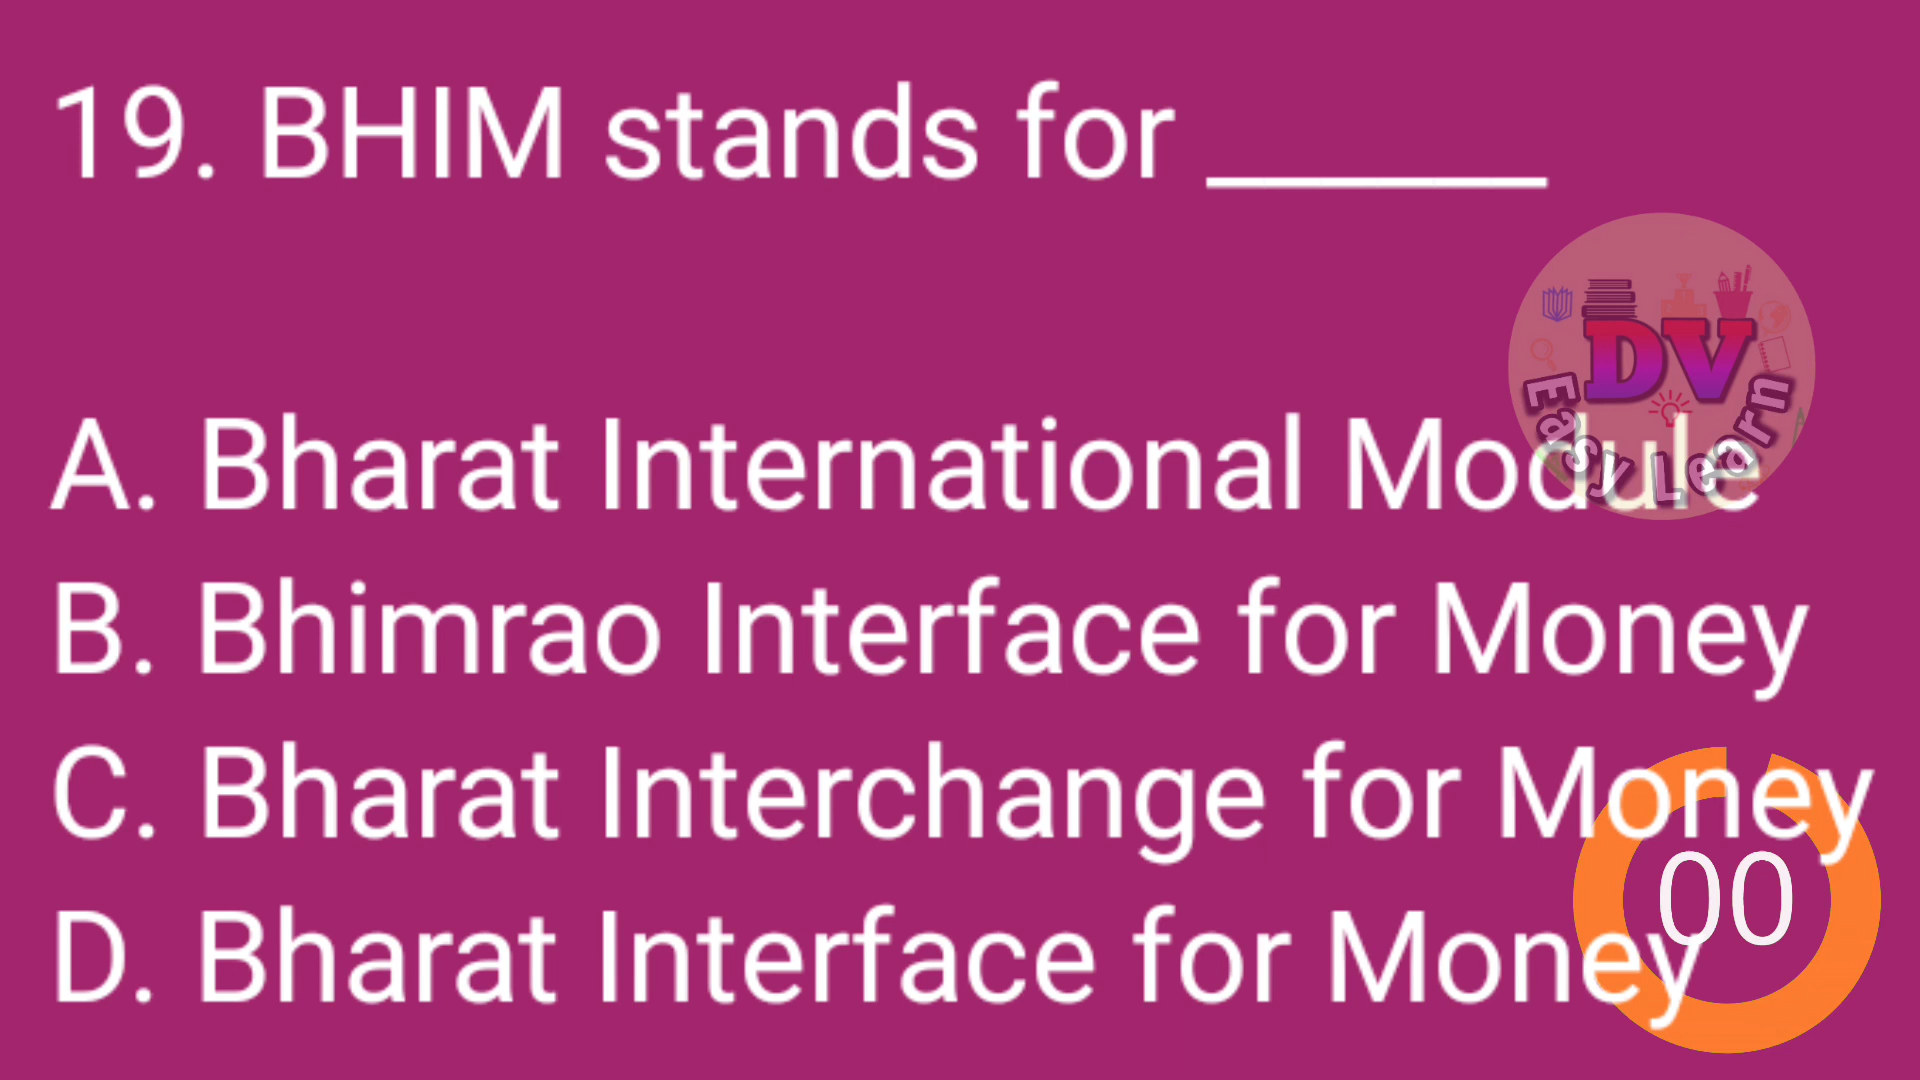 19. BHIM stands for ______
DV
Easy Learn
A. Bharat International Module
B. Bhimrao Interface for Money
C. Bharat Interchange for Money
00
D. Bharat Interface for Money